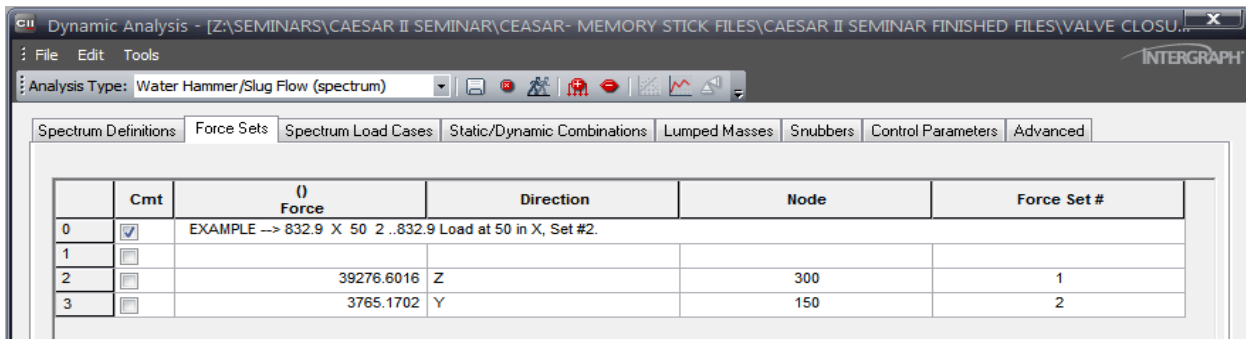 CII Dynamic Analysis - [Z:\SEMINARS\CAESAR II SEMINAR\CEASAR- MEMORY STICK FILES\CAESAR II SEMINAR FINISHED FILES\VALVE CLOSU... X
File Edit Tools INTERGRAPH
Analysis Type: Water Hammer/Slug Flow (spectrum)
Spectrum Definitions Force Sets Spectrum Load Cases Static/Dynamic Combinations Lumped Masses Snubbers Control Parameters Advanced
Cmt () Force Direction Node Force Set #
0 EXAMPLE --> 832.9 X 50 2 ..832.9 Load at 50 in X, Set #2.
1
2 39276.6016 Z 300 1
3 3765.1702 Y 150 2